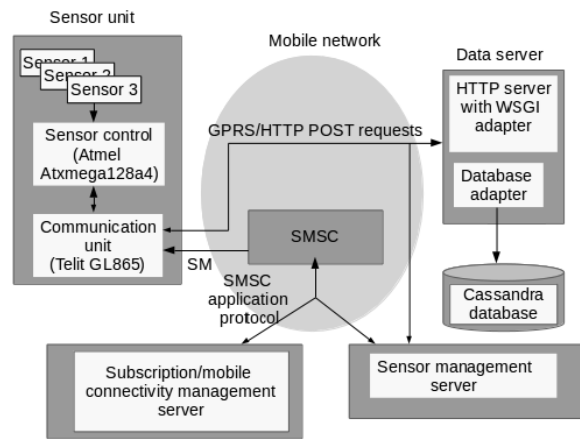 Sensor unit
Sensor 1
Sensor 2
Sensor 3
Sensor control
(Atmel
Atxmega128a4)
Communication
unit
(Telit GL865)
Mobile network
GPRS/HTTP POST requests
SMSC
SM
SMSC
application
protocol
Data server
HTTP server
with WSGI
adapter
Database
adapter
Cassandra
database
Subscription/mobile
connectivity management
server
Sensor management
server